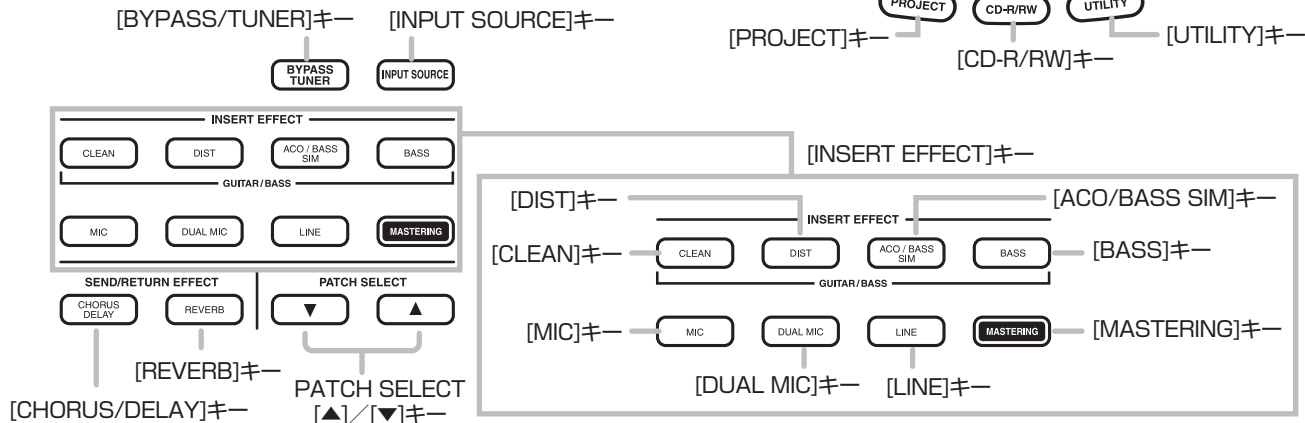 [BYPASS/TUNER]キー
[INPUT SOURCE]キー
BYPASS
TUNER
INPUT SOURCE
PROJECT
CD-R/RW
UTILITY
[PROJECT]キー
[CD-R/RW]キー
[UTILITY]キー
INSERT EFFECT
CLEAN
DIST
ACO / BASS
SIM
BASS
GUITAR/BASS
MIC
DUAL MIC
LINE
MASTERING
SEND/RETURN EFFECT
CHORUS
DELAY
REVERB
PATCH SELECT
▼
▲
[REVERB]キー
[CHORUS/DELAY]キー
PATCH SELECT
[▲]／[▼]キー
[INSERT EFFECT]キー
[DIST]キー
[ACO/BASS SIM]キー
INSERT EFFECT
[CLEAN]キー
CLEAN
DIST
ACO / BASS
SIM
BASS
[BASS]キー
GUITAR/BASS
[MIC]キー
MIC
DUAL MIC
LINE
MASTERING
[MASTERING]キー
[DUAL MIC]キー
[LINE]キー